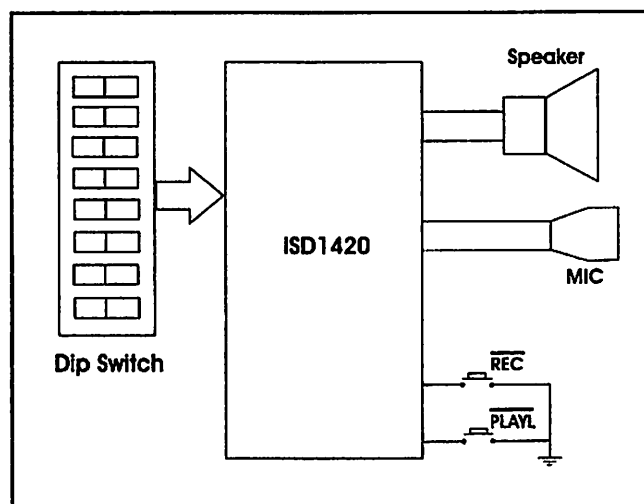 Speaker
ISD1420
MIC
Dip Switch
REC
PLAYL